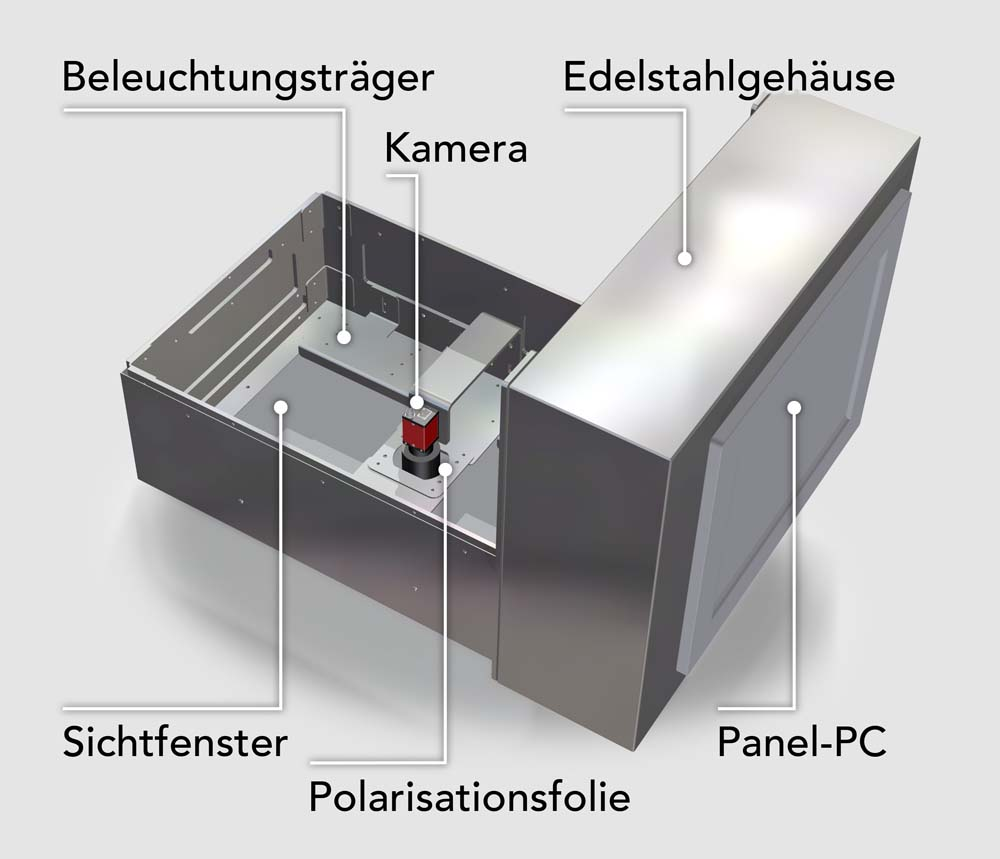 Beleuchtungsträger
Edelstahlgehäuse
Kamera
Sichtfenster
Panel-PC
Polarisationsfolie